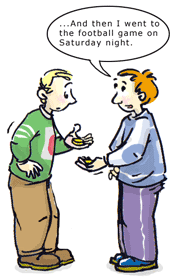 ...And then I went to
the football game on
Saturday night.